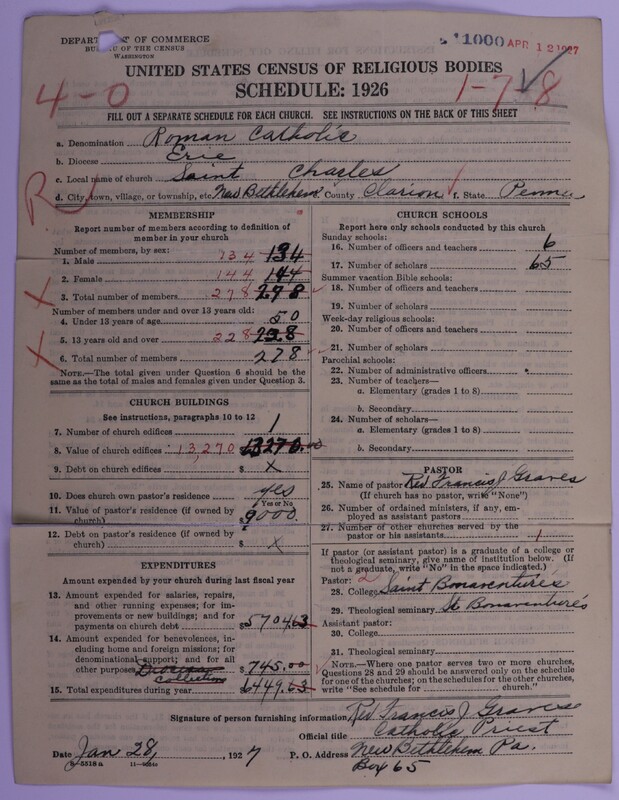 DEPARTMENT OF COMMERCE
BUREAU OF THE CENSUS
WASHINGTON
1000 APR 12 1927
UNITED STATES CENSUS OF RELIGIOUS BODIES
SCHEDULE: 1926
4-0
1-7 8
FILL OUT A SEPARATE SCHEDULE FOR EACH CHURCH. SEE INSTRUCTIONS ON THE BACK OF THIS SHEET
a. Denomination Roman Catholic
b. Diocese Erie
c. Local name of church Saint Charles
d. City, town, village, or township, etc. New Bethlehem e. County Clarion f. State Penna
R
MEMBERSHIP
Report number of members according to definition of
member in your church
Number of members, by sex:
1. Male 134 134
2. Female 144 144
3. Total number of members 278 278
Number of members under and over 13 years old:
4. Under 13 years of age 50
5. 13 years old and over 228 228
6. Total number of members 278
NOTE.—The total given under Question 6 should be the
same as the total of males and females given under Question 3.
CHURCH BUILDINGS
See instructions, paragraphs 10 to 12
7. Number of church edifices 1
8. Value of church edifices 13,270 13270.00
9. Debt on church edifices $ X
10. Does church own pastor's residence yes
Yes or No
11. Value of pastor's residence (if owned by
church) $ 9000
12. Debt on pastor's residence (if owned by
church) $ X
EXPENDITURES
Amount expended by your church during last fiscal year
13. Amount expended for salaries, repairs,
and other running expenses; for im-
provements or new buildings; and for
payments on church debt $5704.63
14. Amount expended for benevolences, in-
cluding home and foreign missions; for
denominational support; and for all
other purposes Diocesan collection $745.00
15. Total expenditures during year $6449.63
CHURCH SCHOOLS
Report here only schools conducted by this church
Sunday schools:
16. Number of officers and teachers 6
17. Number of scholars 65
Summer vacation Bible schools:
18. Number of officers and teachers
19. Number of scholars
Week-day religious schools:
20. Number of officers and teachers
21. Number of scholars
Parochial schools:
22. Number of administrative officers
23. Number of teachers—
a. Elementary (grades 1 to 8)
b. Secondary
24. Number of scholars—
a. Elementary (grades 1 to 8)
b. Secondary
PASTOR
25. Name of pastor Rev Francis J Graves
(If church has no pastor, write "None")
26. Number of ordained ministers, if any, em-
ployed as assistant pastors
27. Number of other churches served by the
pastor or his assistants 1
If pastor (or assistant pastor) is a graduate of a college or
theological seminary, give name of institution below. (If
not a graduate, write "No" in the space indicated.)
Pastor: 2
28. College Saint Bonaventure's
29. Theological seminary St Bonaventure's
Assistant pastor:
30. College
31. Theological seminary
NOTE.—Where one pastor serves two or more churches,
Questions 28 and 29 should be answered only on the schedule
for one of the churches; on the schedules for the other churches,
write "See schedule for church."
Signature of person furnishing information Rev Francis J. Graves
Official title Catholic Priest
Date Jan 28, 1927 P. O. Address New Bethlehem Pa.
Box 65